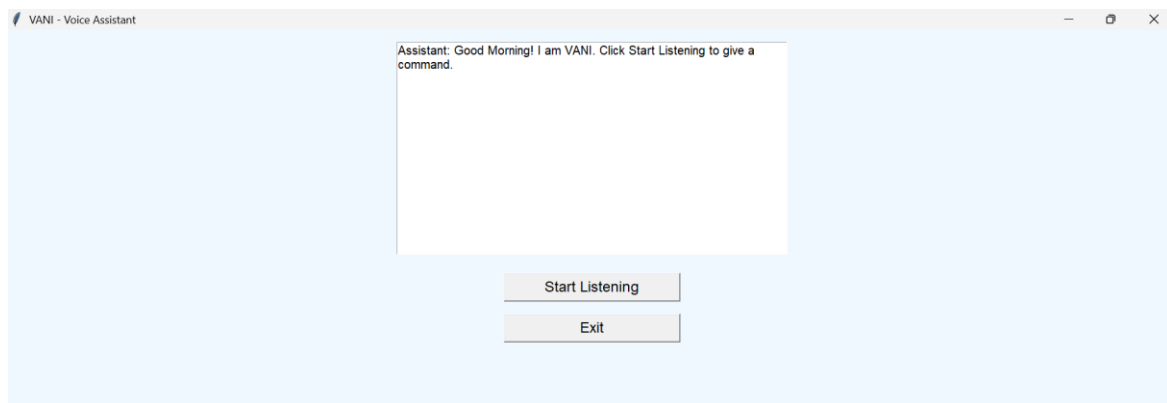 VANI - Voice Assistant
Assistant: Good Morning! I am VANI. Click Start Listening to give a
command.
Start Listening
Exit